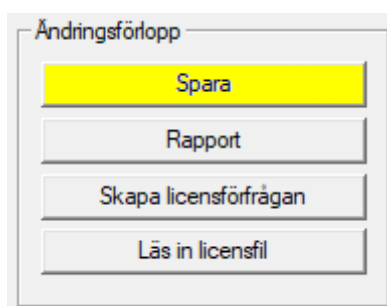 Ändringsförlopp
Spara
Rapport
Skapa licensförfrågan
Läs in licensfil